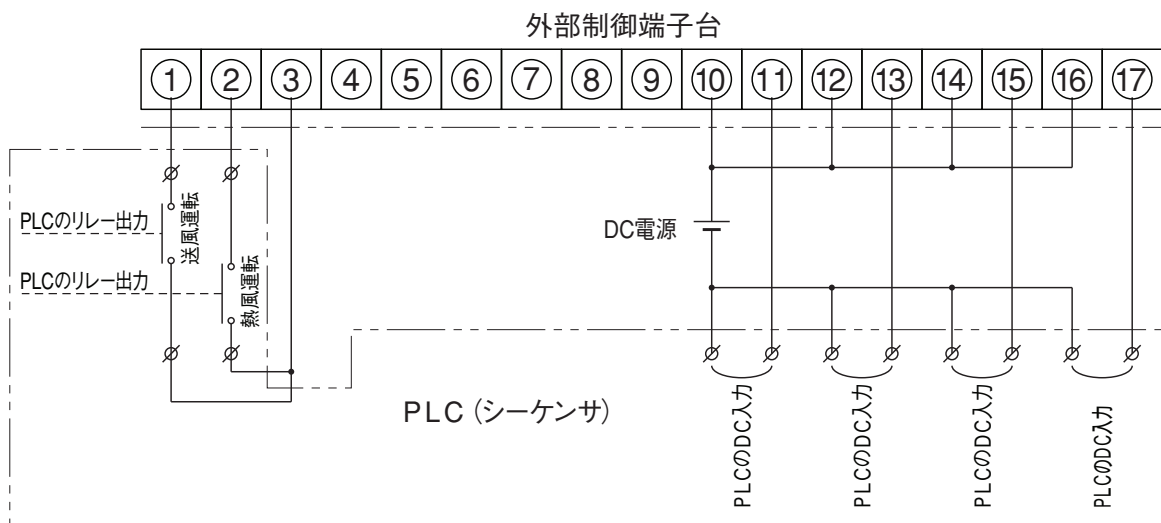 外部制御端子台
① ② ③ ④ ⑤ ⑥ ⑦ ⑧ ⑨ ⑩ ⑪ ⑫ ⑬ ⑭ ⑮ ⑯ ⑰
PLCのリレー出力
送風運転
PLCのリレー出力
熱風運転
DC電源
PLC(シーケンサ)
PLCのDC入力
PLCのDC入力
PLCのDC入力
PLCのDC入力